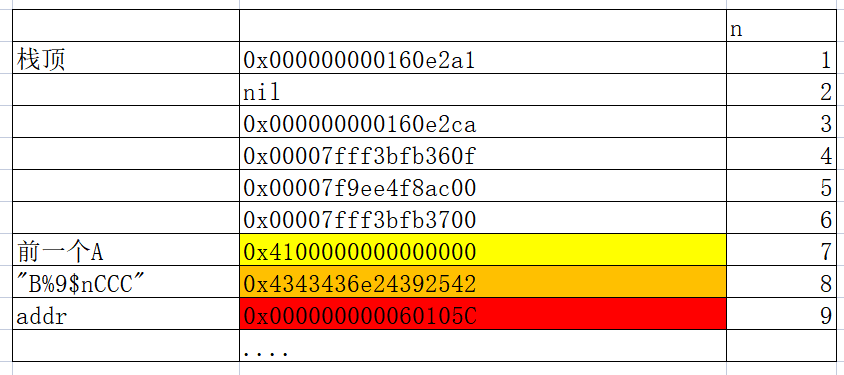 n
栈顶 0x000000000160e2a1 1
nil 2
0x000000000160e2ca 3
0x00007fff3bfb360f 4
0x00007f9ee4f8ac00 5
0x00007fff3bfb3700 6
前一个A 0x4100000000000000 7
"B%9$nCCC" 0x4343436e24392542 8
addr 0x000000000060105C 9
....